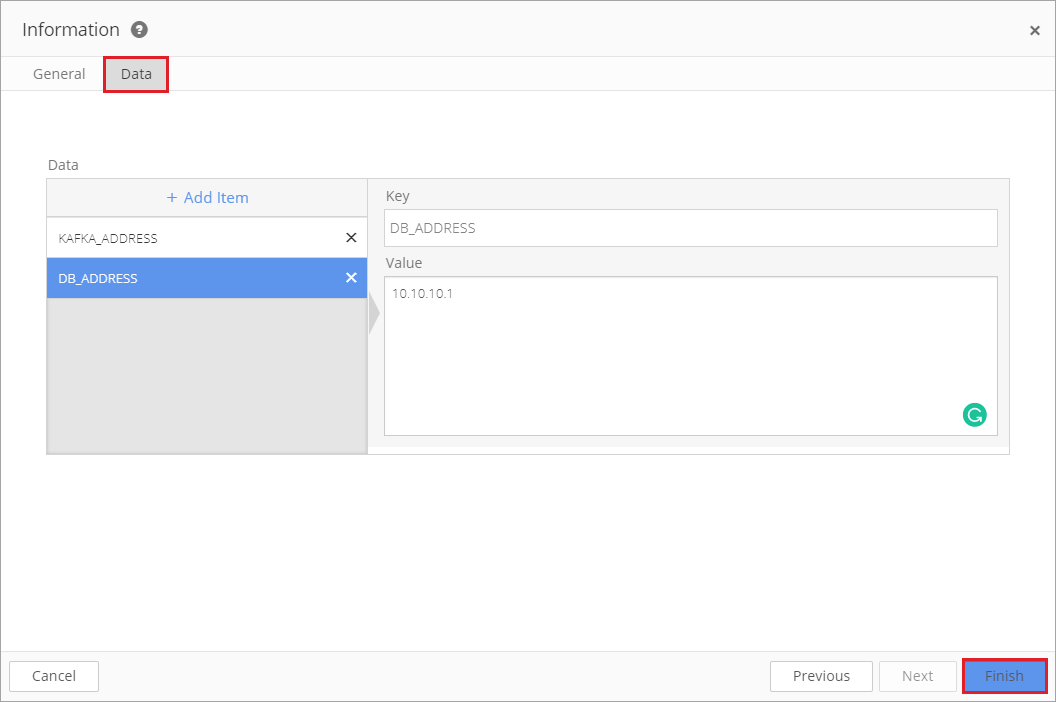 Information ?
General Data
Data
+ Add Item
KAFKA_ADDRESS
DB_ADDRESS
Key
DB_ADDRESS
Value
10.10.10.1
Cancel Previous Next Finish